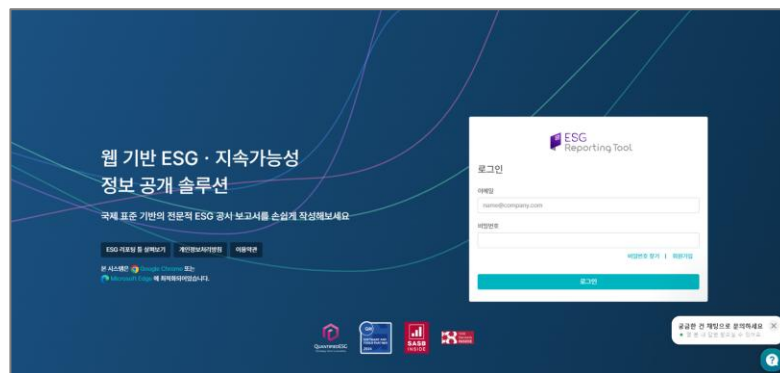 웹 기반 ESG · 지속가능성
정보 공개 솔루션
국제 표준 기반의 전문적 ESG 공시 보고서를 손쉽게 작성해보세요
ESG 리포팅 툴 살펴보기
개인정보처리방침
이용약관
본 시스템은 Google Chrome 또는
Microsoft Edge 에 최적화되어있습니다.
ESG
Reporting Tool
로그인
이메일
name@company.com
비밀번호
비밀번호 찾기 | 회원가입
로그인
QUANTIFIEDESG
SASB
INSIDE
궁금한 건 채팅으로 문의하세요